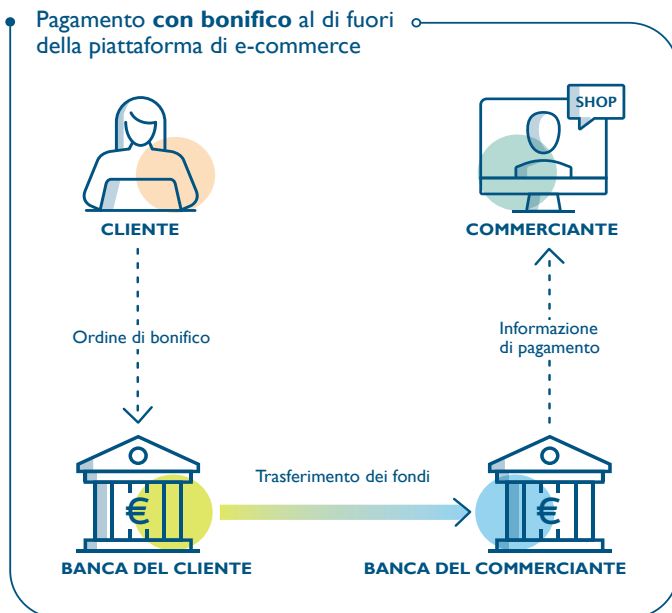 Pagamento con bonifico al di fuori
della piattaforma di e-commerce
SHOP
CLIENTE
COMMERCIANTE
Ordine di bonifico
Informazione
di pagamento
Trasferimento dei fondi
€
€
BANCA DEL CLIENTE
BANCA DEL COMMERCIANTE